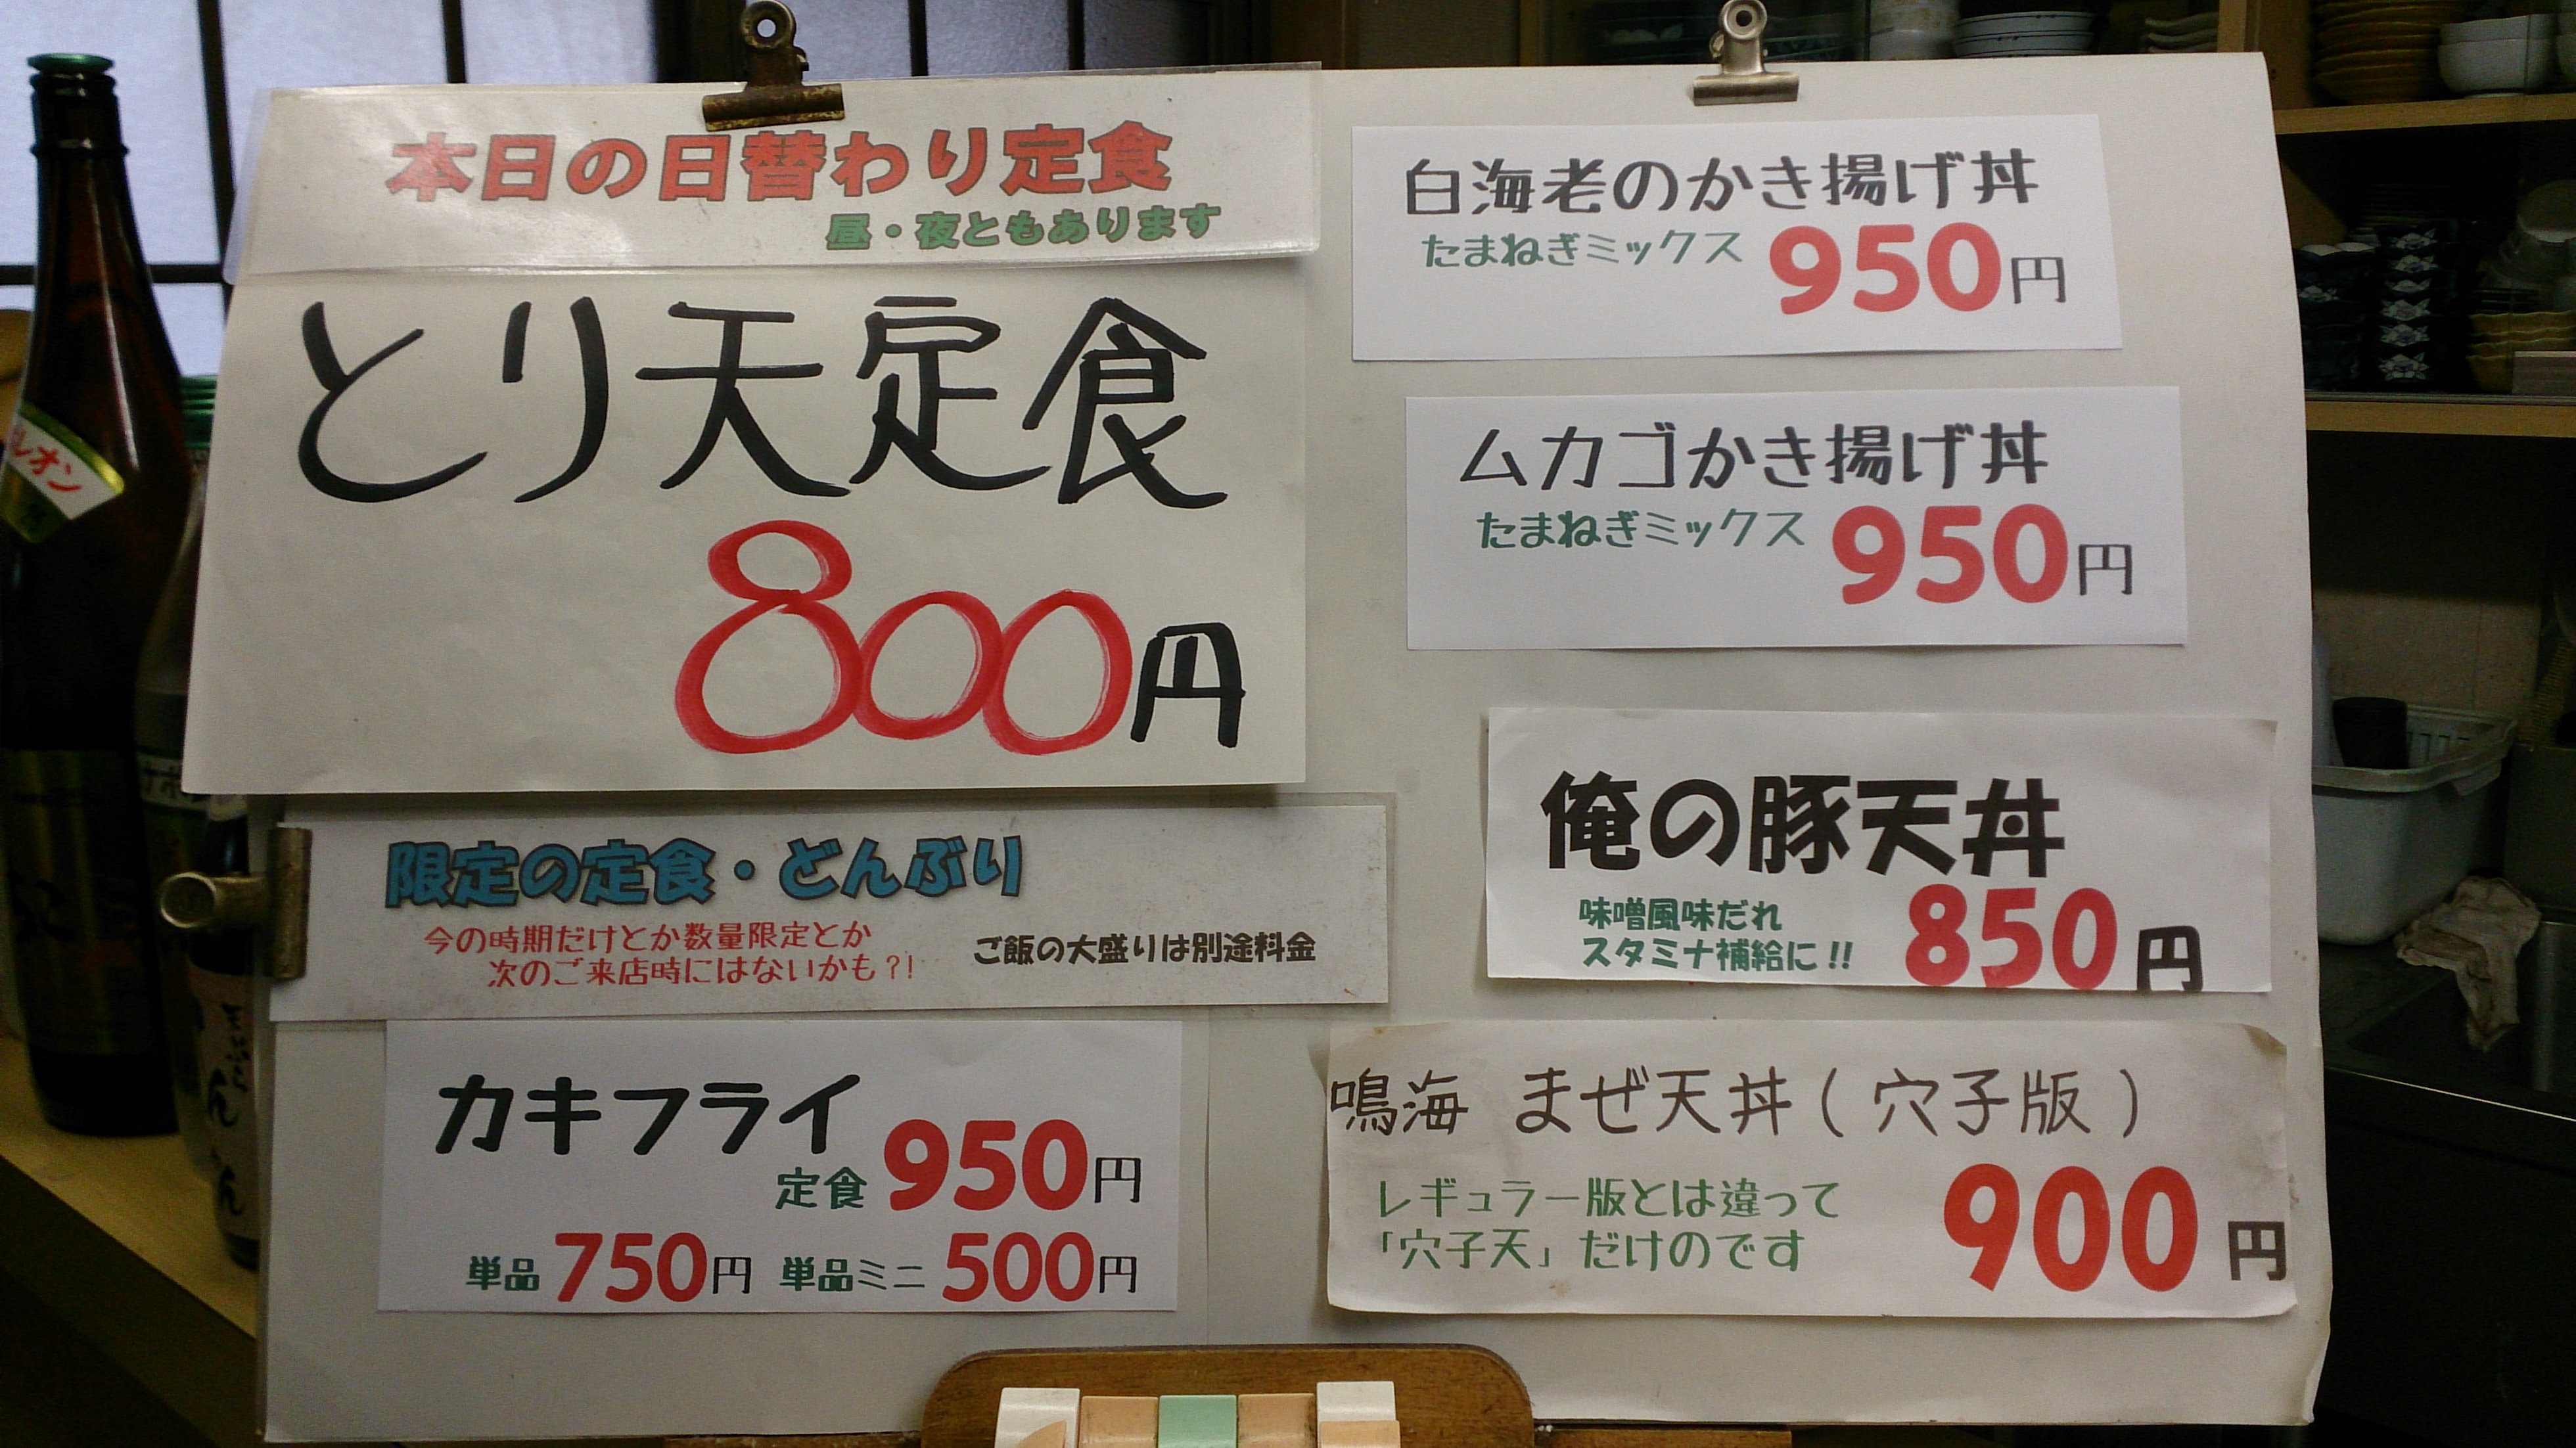 本日の日替わり定食
昼・夜ともあります
とり天定食
800円
限定の定食・どんぶり
今の時期だけとか数量限定とか
次のご来店時にはないかも?!
ご飯の大盛りは別途料金
カキフライ
定食 950円
単品 750円 単品ミニ 500円
白海老のかき揚げ丼
たまねぎミックス 950円
ムカゴかき揚げ丼
たまねぎミックス 950円
俺の豚天丼
味噌風味だれ
スタミナ補給に!! 850円
鳴海 まぜ天丼(穴子版)
レギュラー版とは違って
「穴子天」だけのです
900円
レオン